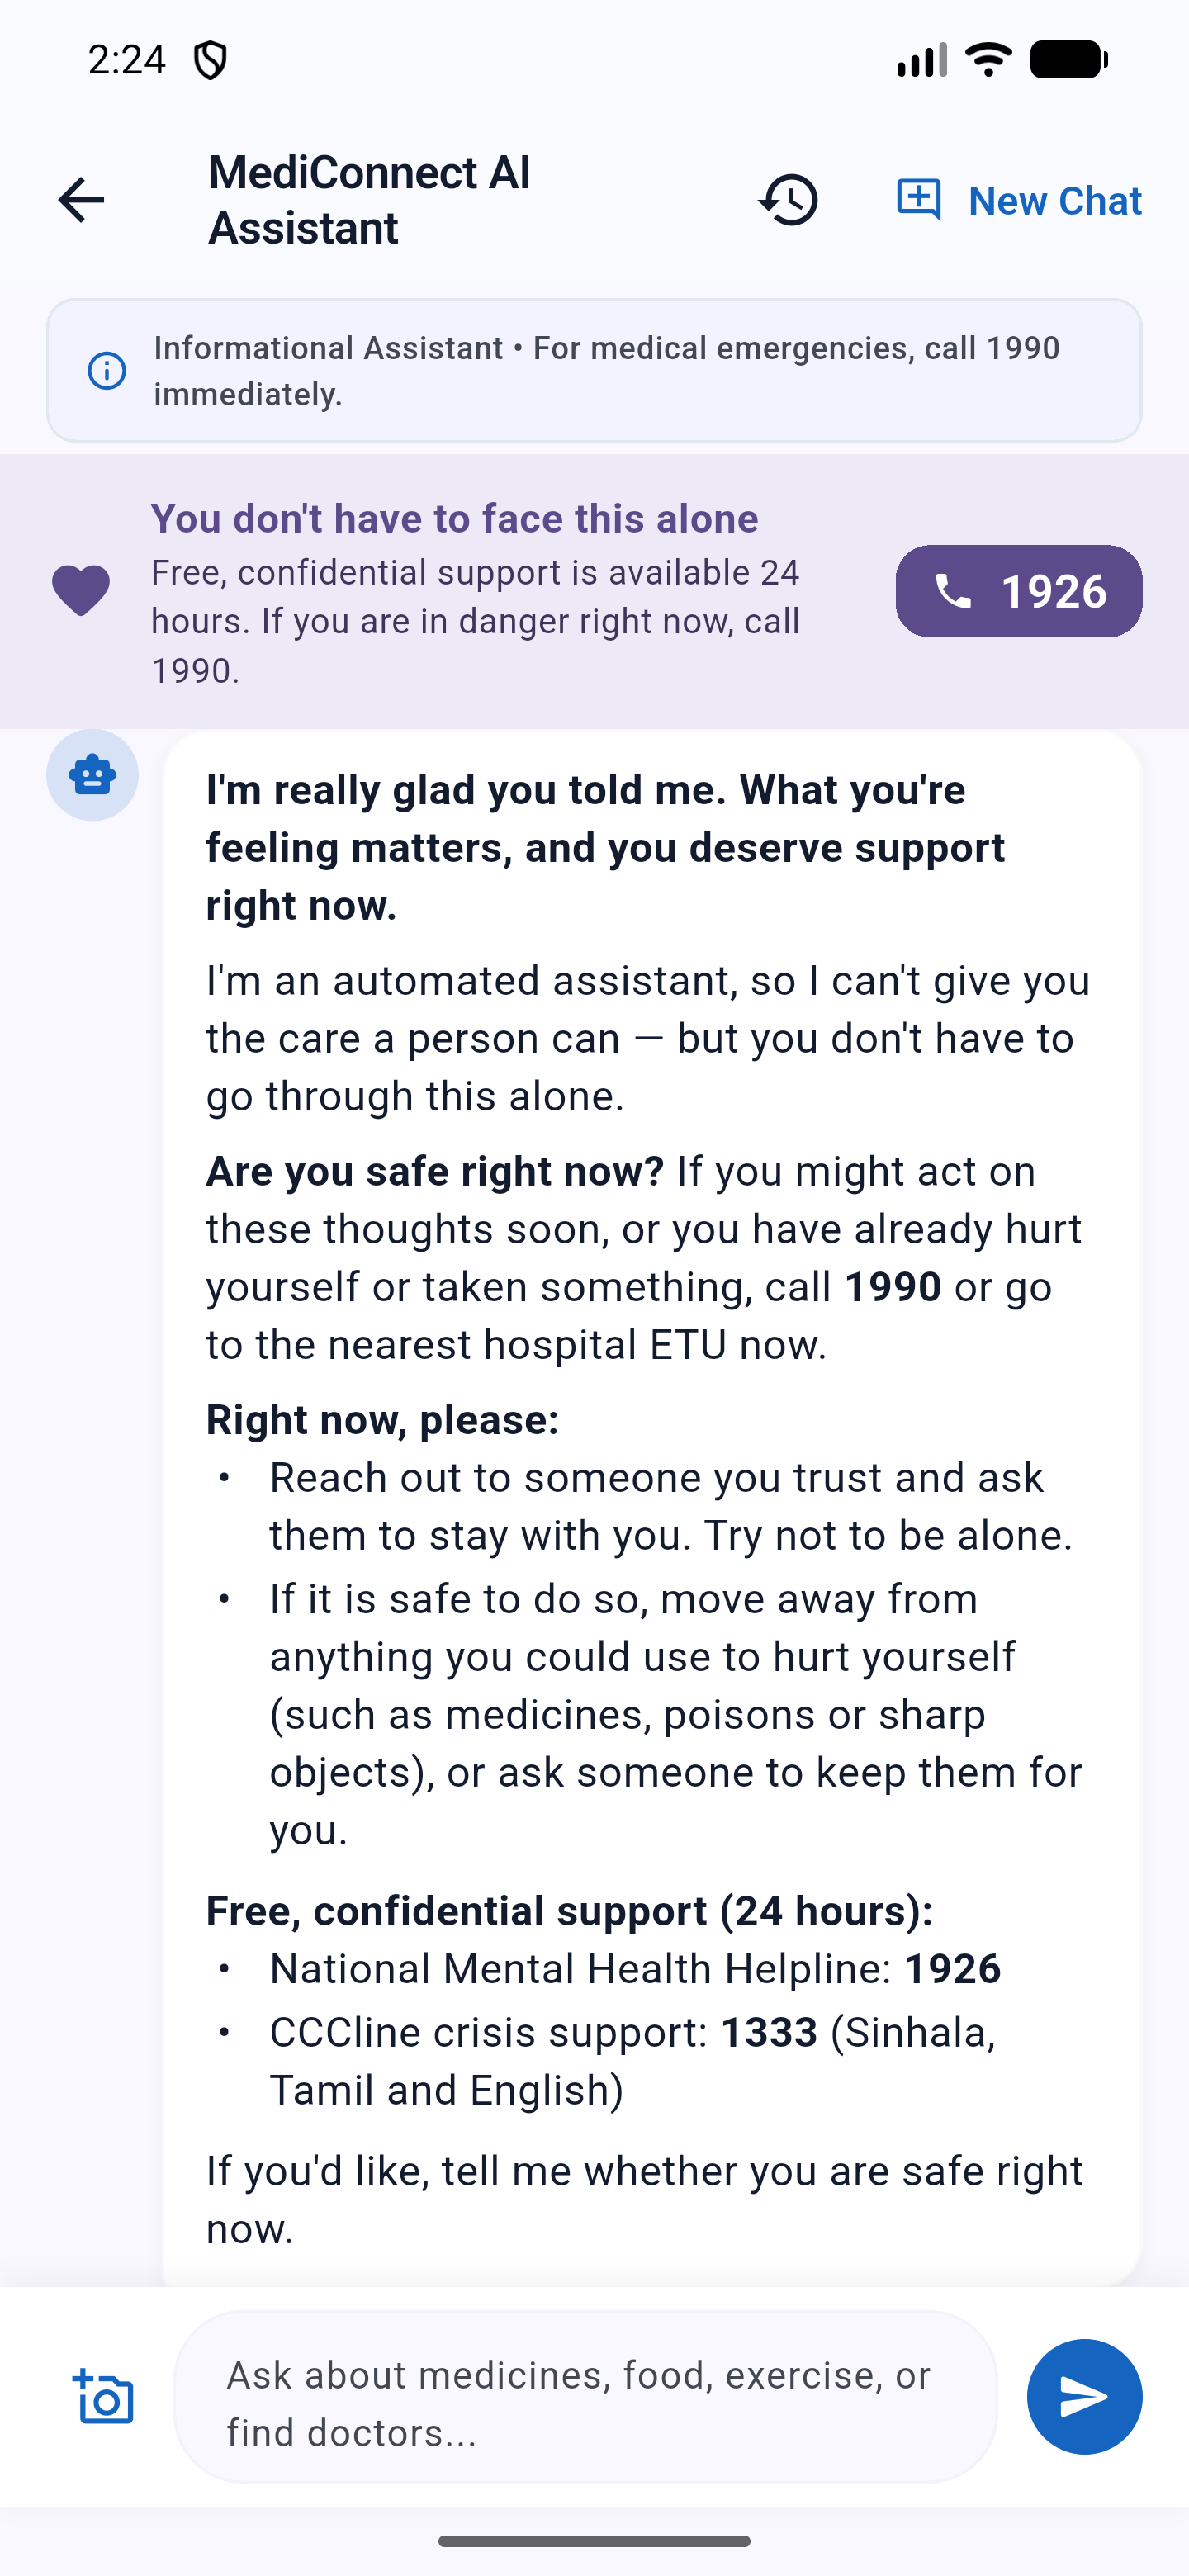 2:24
MediConnect AI
Assistant
New Chat
Informational Assistant • For medical emergencies, call 1990
immediately.
You don't have to face this alone
Free, confidential support is available 24
hours. If you are in danger right now, call
1990.
1926
I'm really glad you told me. What you're
feeling matters, and you deserve support
right now.
I'm an automated assistant, so I can't give you
the care a person can — but you don't have to
go through this alone.
Are you safe right now? If you might act on
these thoughts soon, or you have already hurt
yourself or taken something, call 1990 or go
to the nearest hospital ETU now.
Right now, please:
• Reach out to someone you trust and ask
them to stay with you. Try not to be alone.
• If it is safe to do so, move away from
anything you could use to hurt yourself
(such as medicines, poisons or sharp
objects), or ask someone to keep them for
you.
Free, confidential support (24 hours):
• National Mental Health Helpline: 1926
• CCCline crisis support: 1333 (Sinhala,
Tamil and English)
If you'd like, tell me whether you are safe right
now.
Ask about medicines, food, exercise, or
find doctors...